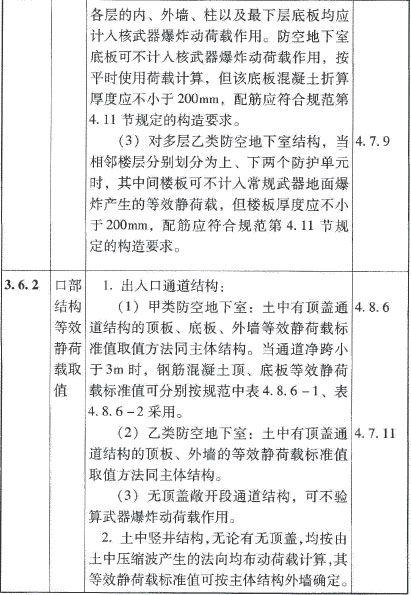 各层的内、外墙、柱以及最下层底板均应
计入核武器爆炸动荷载作用。防空地下室
底板可不计入核武器爆炸动荷载作用，按
平时使用荷载计算，但该底板混凝土折算
厚度应不小于200mm，配筋应符合规范第
4.11节规定的构造要求。
（3）对多层乙类防空地下室结构，当 4.7.9
相邻楼层分别划分为上、下两个防护单元
时，其中间楼板可不计入常规武器地面爆
炸产生的等效静荷载，但楼板厚度应不小
于200mm，配筋应符合规范第4.11节规
定的构造要求。
3.6.2 口部 1. 出入口通道结构：
结构 （1）甲类防空地下室：土中有顶盖通 4.8.6
等效 道结构的顶板、底板、外墙等效静荷载标
静荷 准值取值方法同主体结构。当通道净跨小
载取 于3m时，钢筋混凝土顶、底板等效静荷
值 载标准值可分别按规范中表4.8.6－1、表
4.8.6－2采用。
（2）乙类防空地下室：土中有顶盖通 4.7.11
道结构的顶板、外墙的等效静荷载标准值
取值方法同主体结构。
（3）无顶盖敞开段通道结构，可不验
算武器爆炸动荷载作用。
2. 土中竖井结构，无论有无顶盖，均按由
土中压缩波产生的法向均布动荷载计算，其
等效静荷载标准值可按主体结构外墙确定。